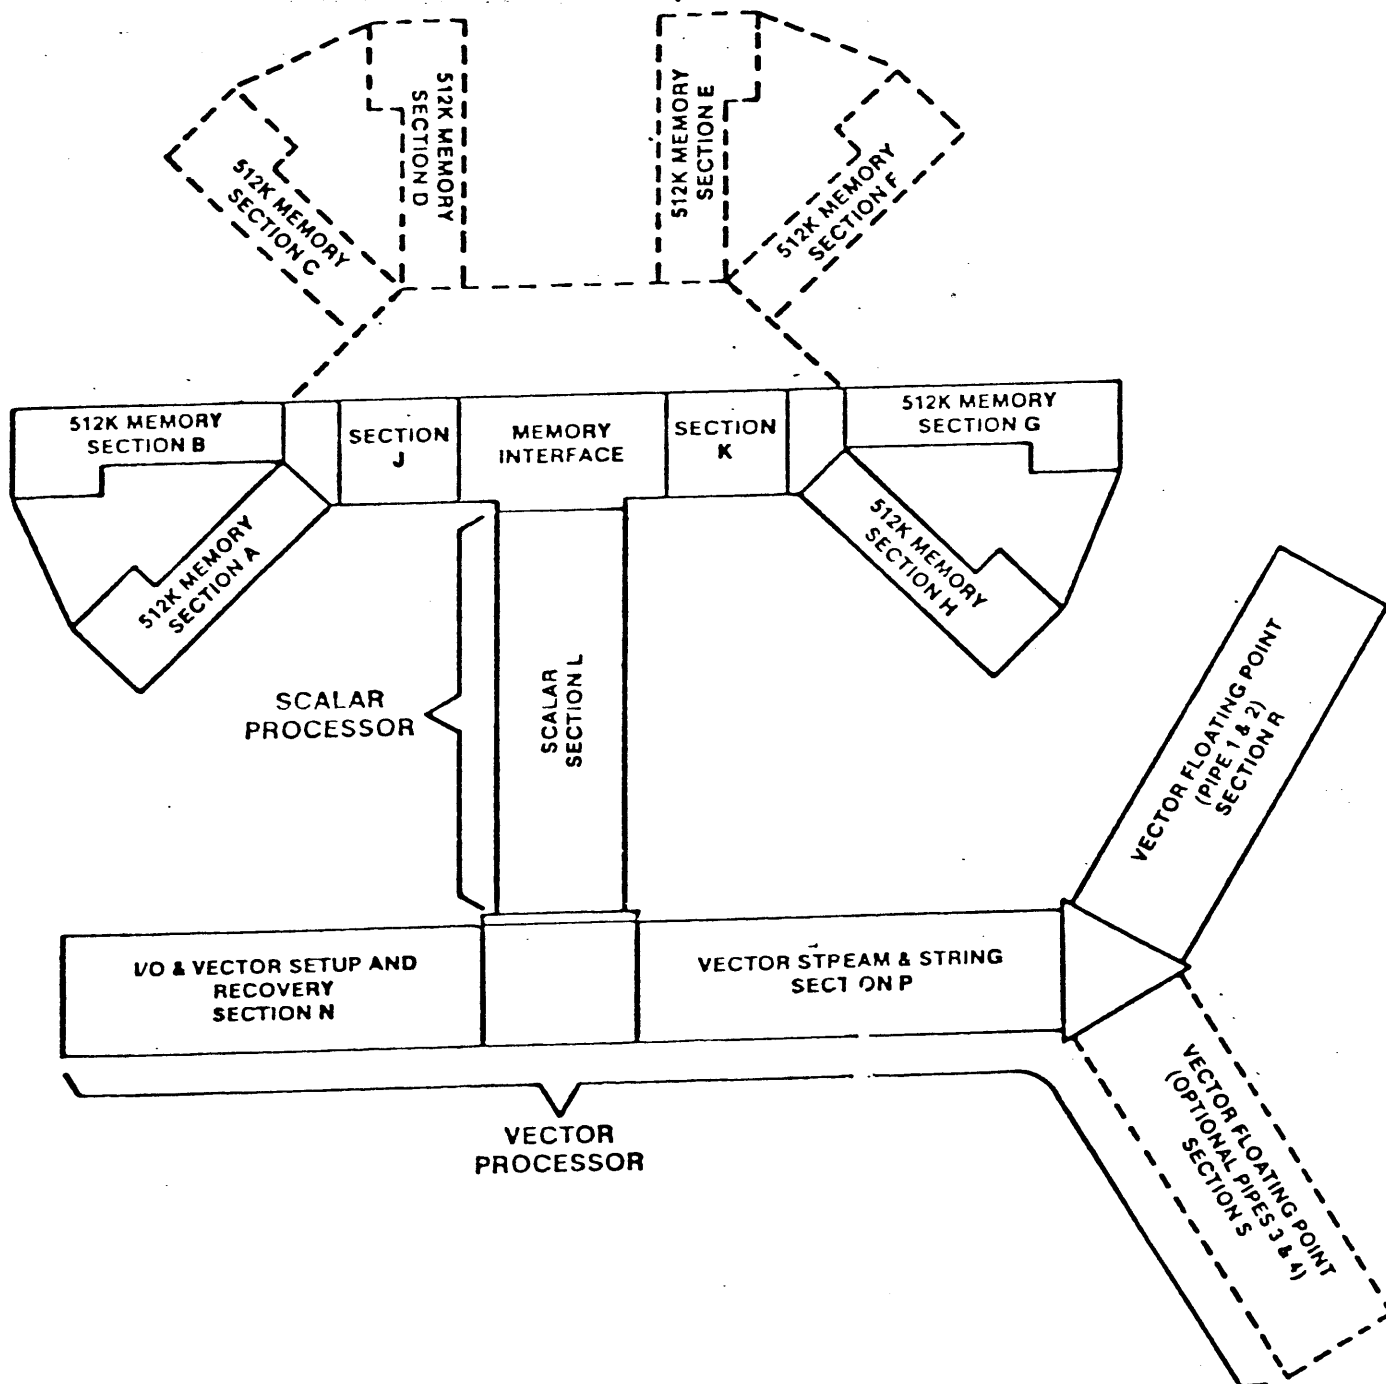 512K MEMORY
SECTION C
512K MEMORY
SECTION D
512K MEMORY
SECTION E
512K MEMORY
SECTION F
512K MEMORY
SECTION B
SECTION
J
MEMORY
INTERFACE
SECTION
K
512K MEMORY
SECTION G
512K MEMORY
SECTION A
512K MEMORY
SECTION H
SCALAR
PROCESSOR
SCALAR
SECTION L
VECTOR FLOATING POINT
(PIPE 1 & 2)
SECTION R
I/O & VECTOR SETUP AND
RECOVERY
SECTION N
VECTOR STPEAM & STRING
SECTION P
VECTOR FLOATING POINT
(OPTIONAL PIPES 3 & 4)
SECTION S
VECTOR
PROCESSOR